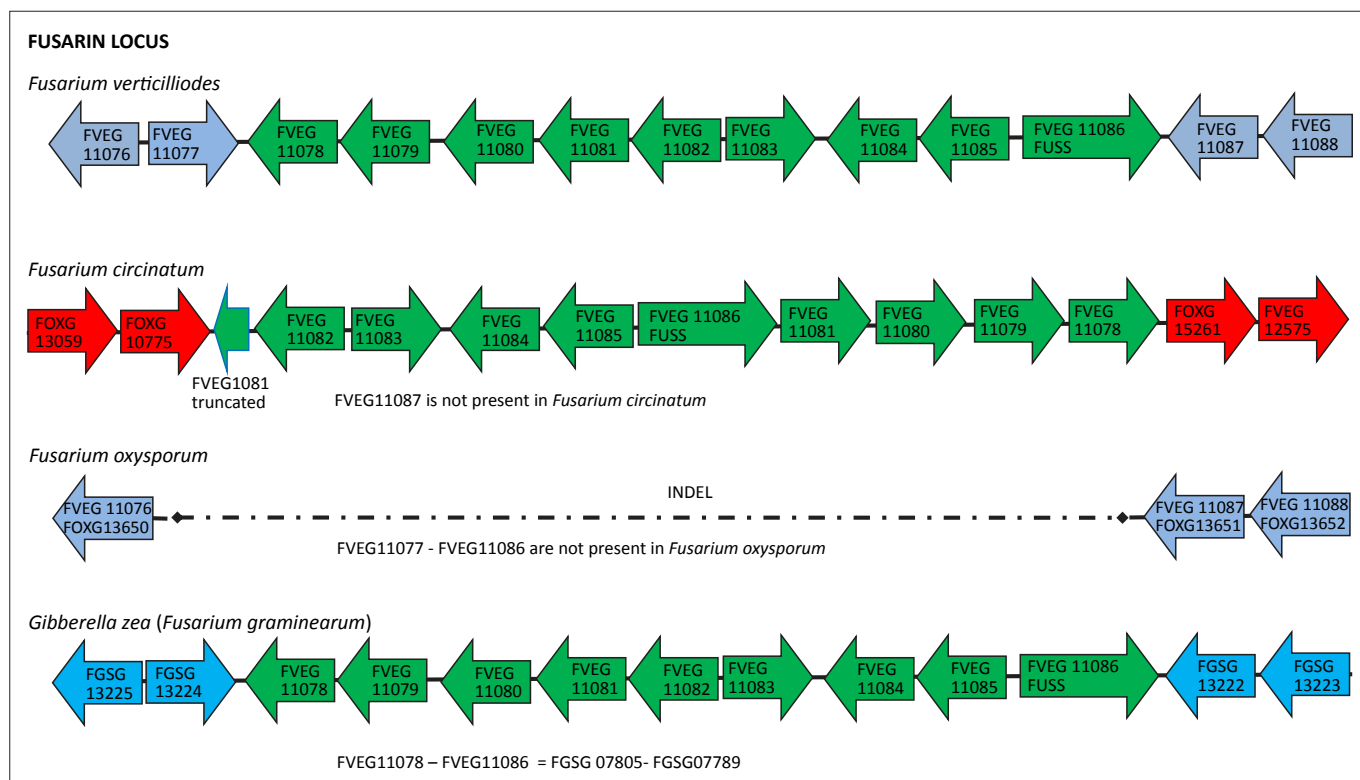 FUSARIN LOCUS
Fusarium verticilliodes
FVEG
11076
FVEG
11077
FVEG
11078
FVEG
11079
FVEG
11080
FVEG
11081
FVEG
11082
FVEG
11083
FVEG
11084
FVEG
11085
FVEG 11086
FUSS
FVEG
11087
FVEG
11088
Fusarium circinatum
FOXG
13059
FOXG
10775
FVEG
11082
FVEG
11083
FVEG
11084
FVEG
11085
FVEG 11086
FUSS
FVEG
11081
FVEG
11080
FVEG
11079
FVEG
11078
FOXG
15261
FVEG
12575
FVEG1081
truncated
FVEG11087 is not present in Fusarium circinatum
Fusarium oxysporum
FVEG 11076
FOXG13650
INDEL
FVEG 11087
FOXG13651
FVEG 11088
FOXG13652
FVEG11077 - FVEG11086 are not present in Fusarium oxysporum
Gibberella zea (Fusarium graminearum)
FGSG
13225
FGSG
13224
FVEG
11078
FVEG
11079
FVEG
11080
FVEG
11081
FVEG
11082
FVEG
11083
FVEG
11084
FVEG
11085
FVEG 11086
FUSS
FGSG
13222
FGSG
13223
FVEG11078 – FVEG11086 = FGSG 07805- FGSG07789